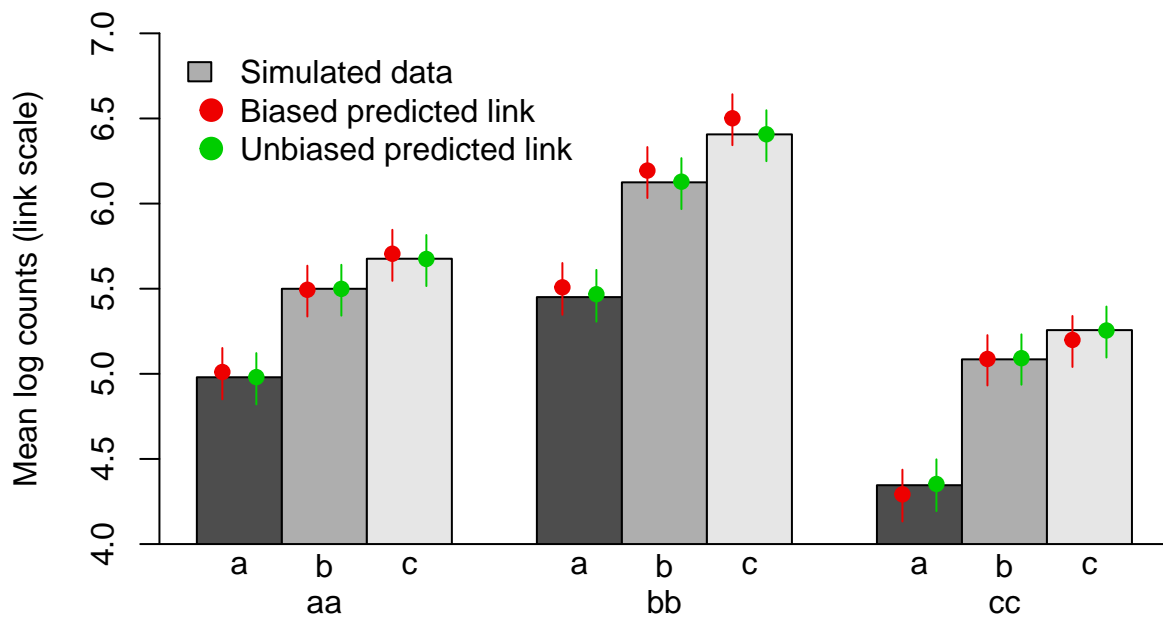 Mean log counts (link scale)
7.0
6.5
6.0
5.5
5.0
4.5
4.0
Simulated data
Biased predicted link
Unbiased predicted link
a b c a b c a b c
aa bb cc